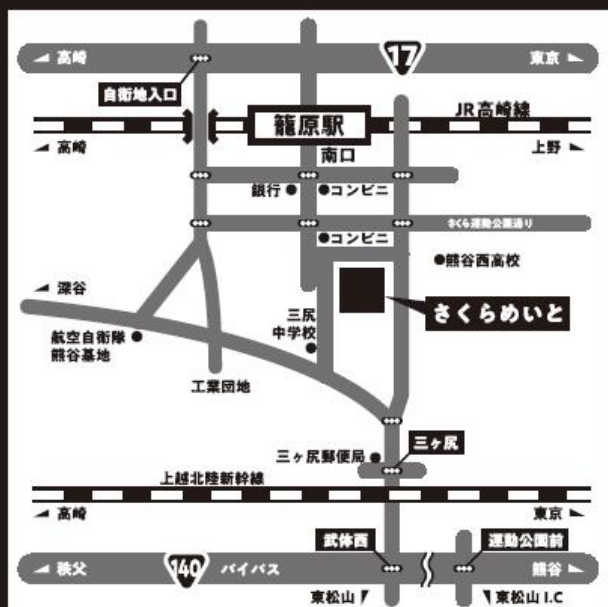 高崎
17
東京
自衛地入口
籠原駅
JR高崎線
高崎
南口
上野
銀行
コンビニ
さくら運動公園通り
コンビニ
熊谷西高校
深谷
さくらめいと
三尻
中学校
航空自衛隊
熊谷基地
工業団地
三ヶ尻郵便局
三ヶ尻
上越北陸新幹線
高崎
東京
武体西
運動公園前
秩父
140
バイパス
熊谷
東松山
東松山 I.C